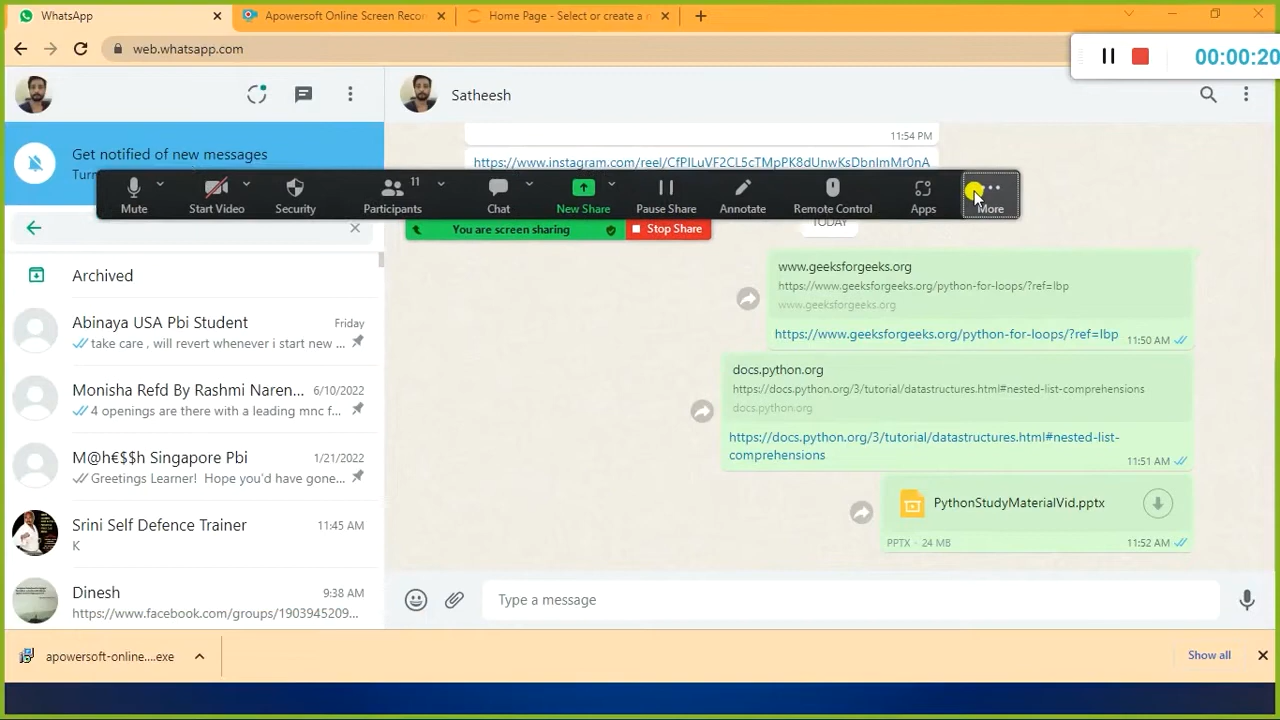 WhatsApp
Apowersoft Online Screen Recor
Home Page - Select or create a
web.whatsapp.com
00:00:20
Satheesh
Get notified of new messages
11:54 PM
https://www.instagram.com/reel/CfPILuVF2CL5cTMpPK8dUnwKsDbnImMr0nA
Mute
Start Video
Security
11
Participants
Chat
New Share
Pause Share
Annotate
Remote Control
Apps
More
You are screen sharing
Stop Share
TODAY
Archived
www.geeksforgeeks.org
https://www.geeksforgeeks.org/python-for-loops/?ref=lbp
www.geeksforgeeks.org
https://www.geeksforgeeks.org/python-for-loops/?ref=lbp
11:50 AM
Abinaya USA Pbi Student
Friday
take care , will revert whenever i start new ...
docs.python.org
https://docs.python.org/3/tutorial/datastructures.html#nested-list-comprehensions
docs.python.org
https://docs.python.org/3/tutorial/datastructures.html#nested-list-
comprehensions
11:51 AM
Monisha Refd By Rashmi Naren...
6/10/2022
4 openings are there with a leading mnc f...
M@h€$$h Singapore Pbi
1/21/2022
Greetings Learner! Hope you'd have gone...
PythonStudyMaterialVid.pptx
PPTX - 24 MB
11:52 AM
Srini Self Defence Trainer
11:45 AM
K
Dinesh
9:38 AM
https://www.facebook.com/groups/1903945209...
Type a message
apowersoft-online....exe
Show all